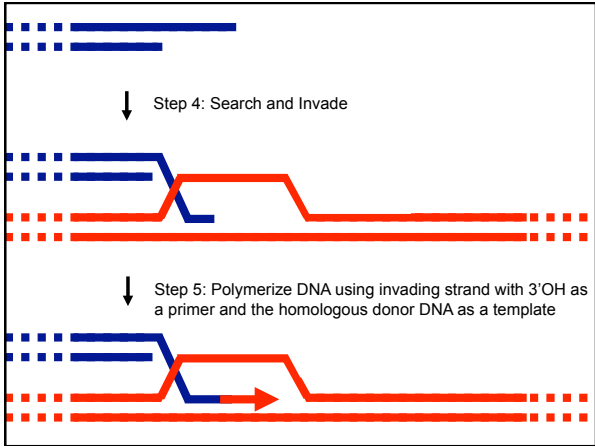 Step 4: Search and Invade
Step 5: Polymerize DNA using invading strand with 3'OH as
a primer and the homologous donor DNA as a template